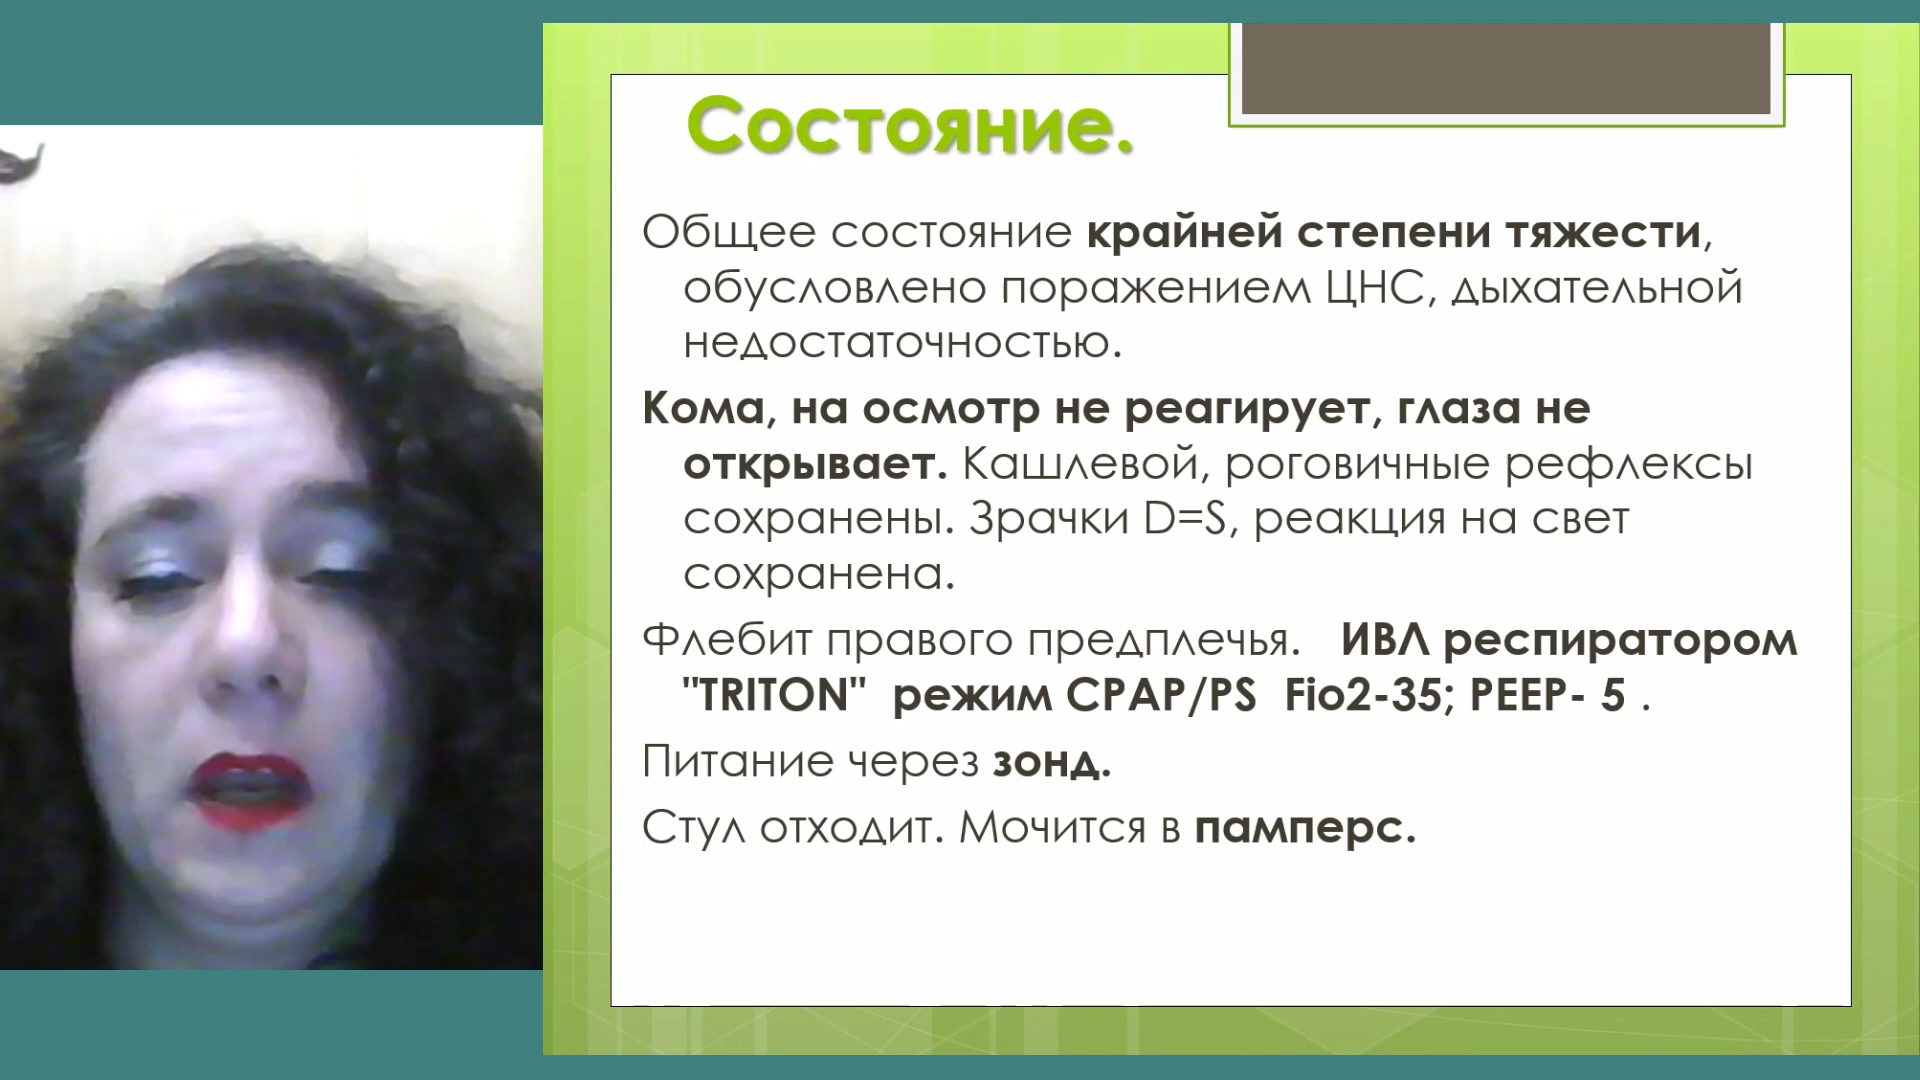 Состояние.
Общее состояние крайней степени тяжести,
обусловлено поражением ЦНС, дыхательной
недостаточностью.
Кома, на осмотр не реагирует, глаза не
открывает. Кашлевой, роговичные рефлексы
сохранены. Зрачки D=S, реакция на свет
сохранена.
Флебит правого предплечья. ИВЛ респиратором
"TRITON" режим CPAP/PS Fio2-35; PEEP- 5 .
Питание через зонд.
Стул отходит. Мочится в памперс.